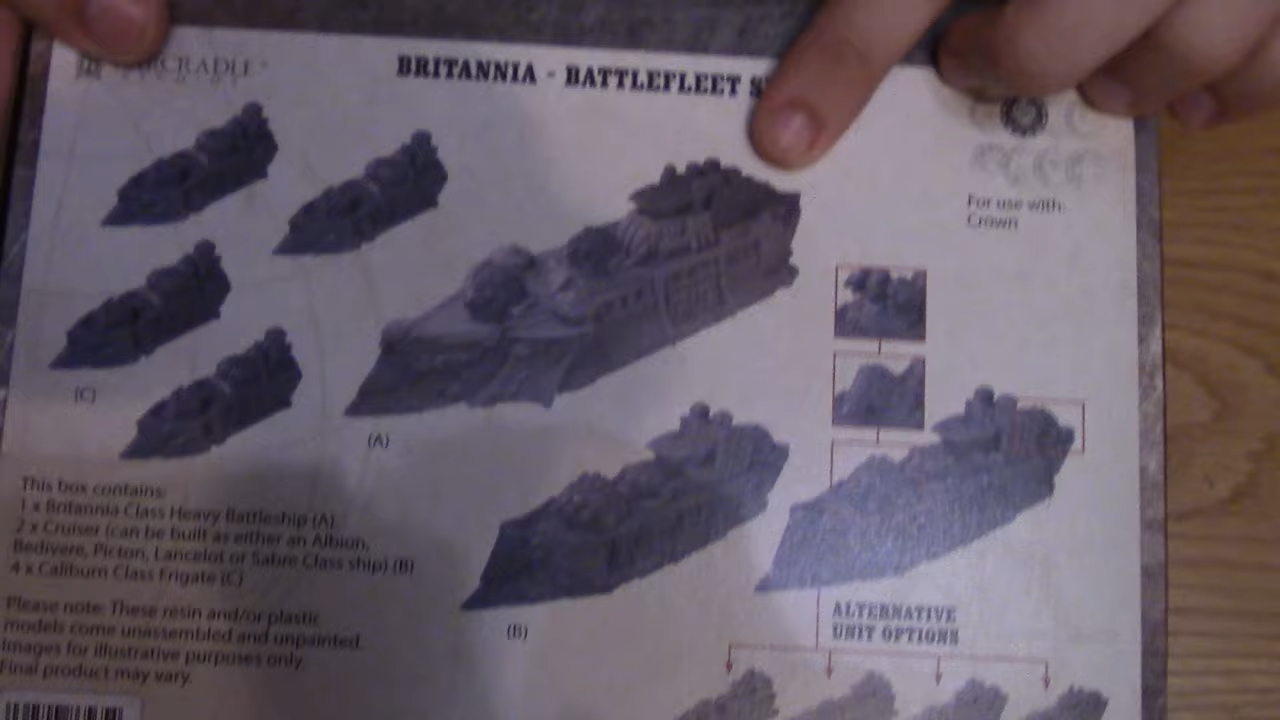 BRITANNIA - BATTLEFLEET S
For use with:
Crown
(C)
(A)
This box contains:
1 x Britannia Class Heavy Battleship (A)
2 x Cruiser (can be built as either an Albion,
Bedivere, Picton, Lancelot or Sabre Class ship) (B)
4 x Caliburn Class Frigate (C)
Please note: These resin and/or plastic
models come unassembled and unpainted.
Images for illustrative purposes only.
Final product may vary.
(B)
ALTERNATIVE
UNIT OPTIONS